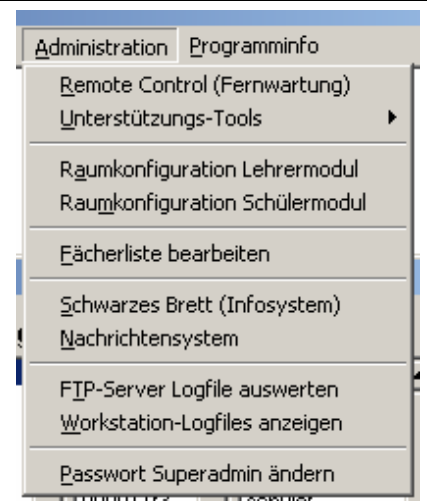 Administration Programminfo
Remote Control (Fernwartung)
Unterstützungs-Tools
Raumkonfiguration Lehrermodul
Raumkonfiguration Schülermodul
Fächerliste bearbeiten
Schwarzes Brett (Infosystem)
Nachrichtensystem
FTP-Server Logfile auswerten
Workstation-Logfiles anzeigen
Passwort Superadmin ändern